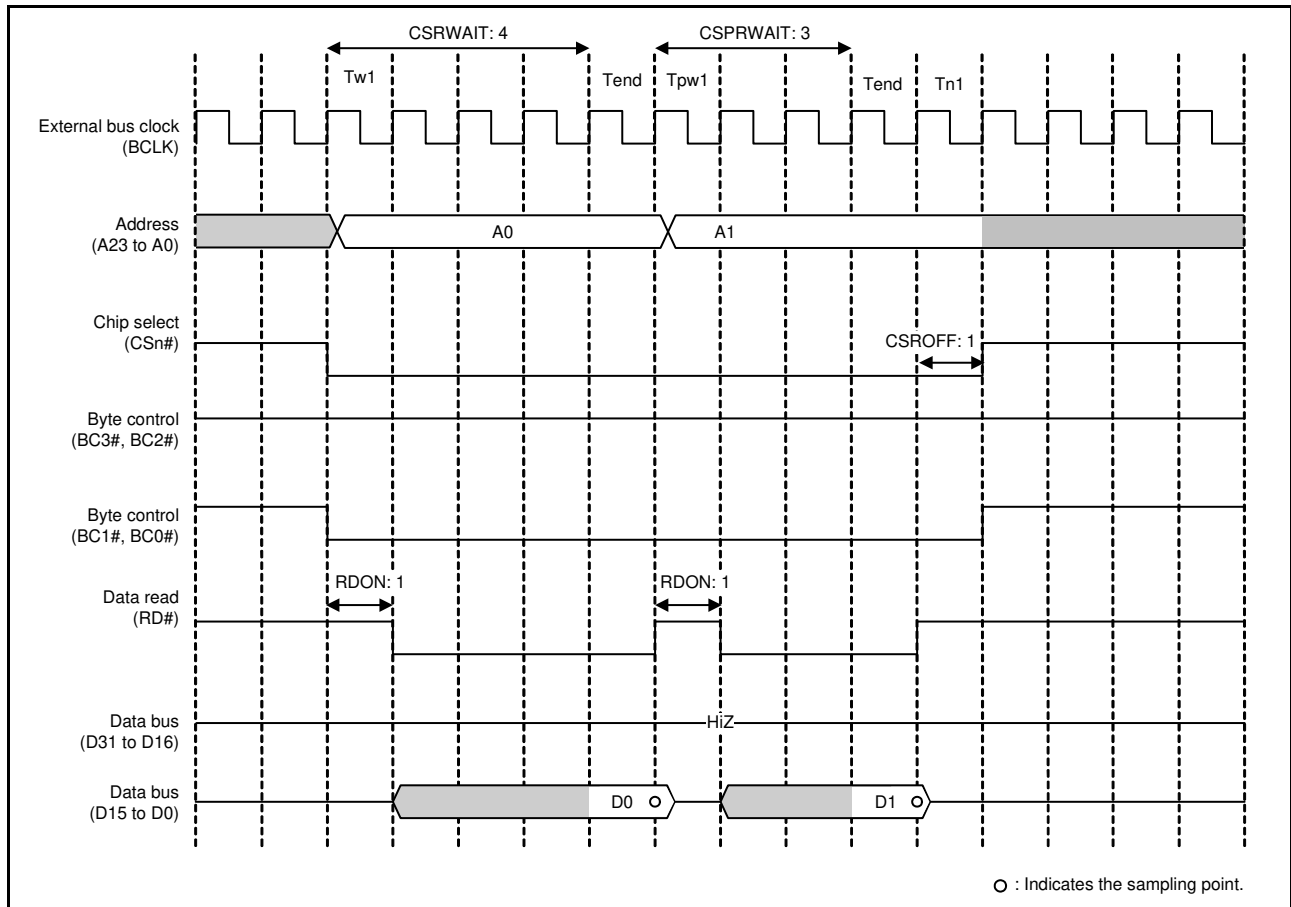 CSRWAIT: 4
CSPRWAIT: 3
Tw1
Tend
Tpw1
Tend
Tn1
External bus clock
(BCLK)
Address
(A23 to A0)
A0
A1
Chip select
(CSn#)
CSROFF: 1
Byte control
(BC3#, BC2#)
Byte control
(BC1#, BC0#)
RDON: 1
RDON: 1
Data read
(RD#)
Data bus
(D31 to D16)
HiZ
Data bus
(D15 to D0)
D0
D1
: Indicates the sampling point.